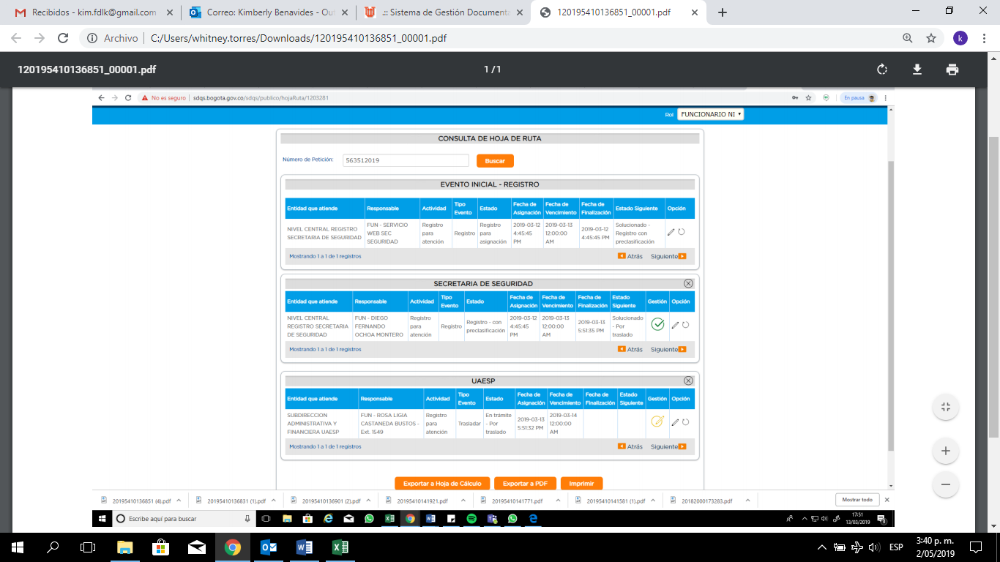 Recibidos - kim.fdlk@gmail.com
Correo: Kimberly Benavides - Out
.:: Sistema de Gestión Documenta
120195410136851_00001.pdf
Archivo | C:/Users/whitney.torres/Downloads/120195410136851_00001.pdf
k
120195410136851_00001.pdf
1 / 1
No es seguro | sdqs.bogota.gov.co/sdqs/publico/hojaRuta/1203281
En pausa
Rol FUNCIONARIO NI
CONSULTA DE HOJA DE RUTA
Número de Petición: 563512019 Buscar
EVENTO INICIAL - REGISTRO
Entidad que atiende Responsable Actividad Tipo Evento Estado Fecha de Asignación Fecha de Vencimiento Fecha de Finalización Estado Siguiente Opción
NIVEL CENTRAL REGISTRO SECRETARIA DE SEGURIDAD FUN - SERVICIO WEB SEC SEGURIDAD Registro para atención Registro Registro para asignación 2019-03-12 4:45:45 PM 2019-03-13 12:00:00 AM 2019-03-12 4:45:45 PM Solucionado - Registro con preclasificación
Mostrando 1 a 1 de 1 registros Atrás Siguiente
SECRETARIA DE SEGURIDAD
Entidad que atiende Responsable Actividad Tipo Evento Estado Fecha de Asignación Fecha de Vencimiento Fecha de Finalización Estado Siguiente Gestión Opción
NIVEL CENTRAL REGISTRO SECRETARIA DE SEGURIDAD FUN - DIEGO FERNANDO OCHOA MONTERO Registro para atención Registro Registro - con preclasificación 2019-03-12 4:45:45 PM 2019-03-13 12:00:00 AM 2019-03-13 5:51:35 PM Solucionado - Por traslado
Mostrando 1 a 1 de 1 registros Atrás Siguiente
UAESP
Entidad que atiende Responsable Actividad Tipo Evento Estado Fecha de Asignación Fecha de Vencimiento Fecha de Finalización Estado Siguiente Gestión Opción
SUBDIRECCION ADMINISTRATIVA Y FINANCIERA UAESP FUN - ROSA LIGIA CASTANEDA BUSTOS - Ext. 1549 Registro para atención Trasladar En trámite - Por traslado 2019-03-13 5:51:32 PM 2019-03-14 12:00:00 AM
Mostrando 1 a 1 de 1 registros Atrás Siguiente
Exportar a Hoja de Cálculo Exportar a PDF Imprimir
20195410136851 (4).pdf 20195410136831 (1).pdf 20195410136901 (2).pdf 20195410141921.pdf 20195410141771.pdf 20195410141581 (1).pdf 20182000173283.pdf Mostrar todo
Escribe aquí para buscar
17:51
13/03/2019
3
ESP
3:40 p. m.
2/05/2019